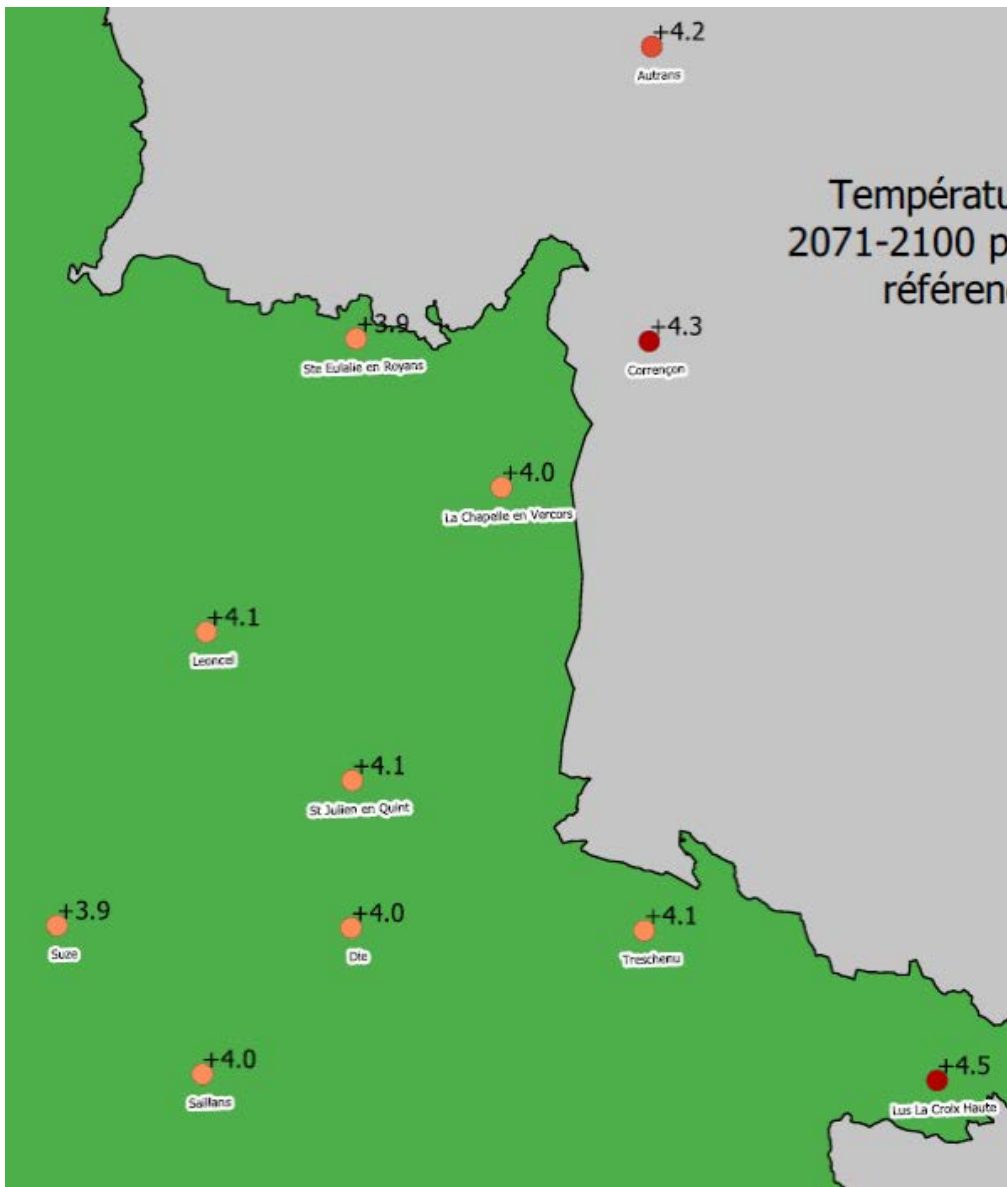 +4.2
Autrans
Températu
2071-2100 p
référen
+3.9
Ste Eulalie en Royans
+4.3
Corrençon
+4.0
La Chapelle en Vercors
+4.1
Leoncel
+4.1
St Julien en Quint
+3.9
Suze
+4.0
Die
+4.1
Treschenu
+4.0
Saillans
+4.5
Lus La Croix Haute